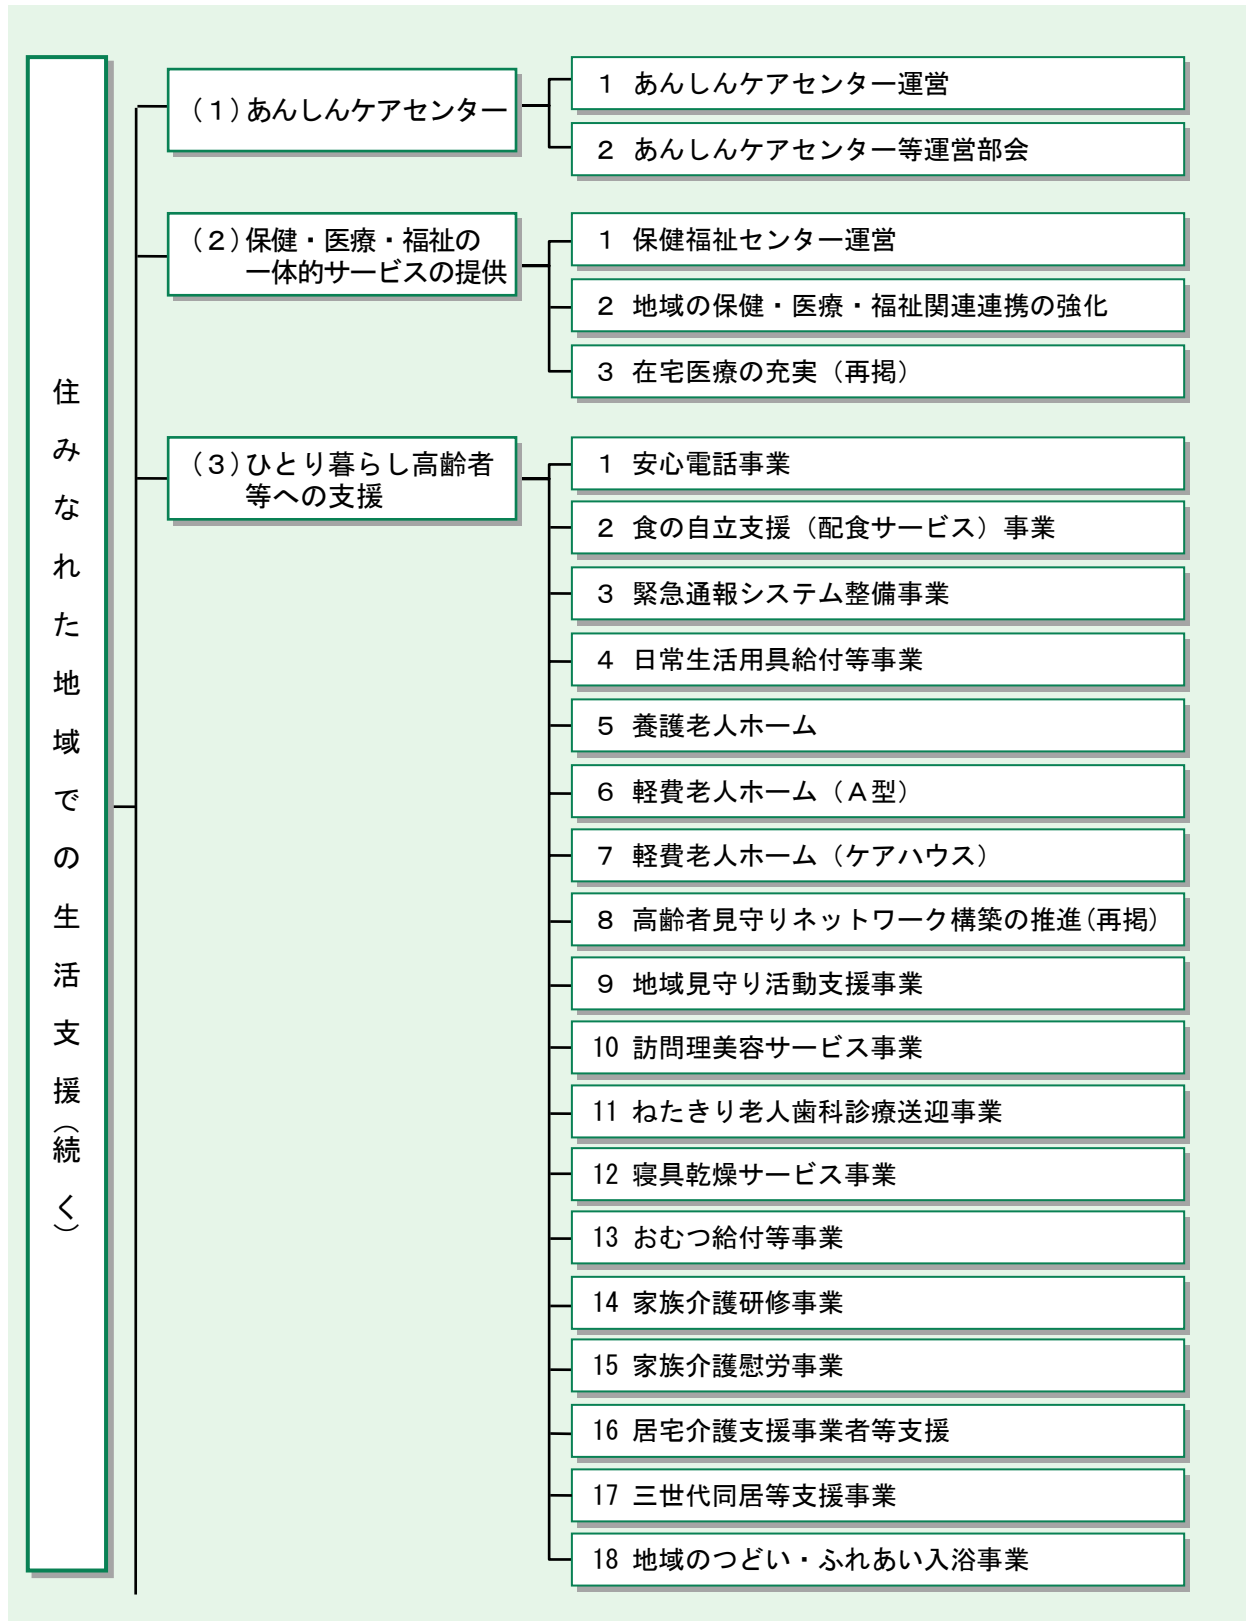 住みなれた地域での生活支援（続く）
（１）あんしんケアセンター
１ あんしんケアセンター運営
２ あんしんケアセンター等運営部会
（２）保健・医療・福祉の
一体的サービスの提供
１ 保健福祉センター運営
２ 地域の保健・医療・福祉関連連携の強化
３ 在宅医療の充実（再掲）
（３）ひとり暮らし高齢者
等への支援
１ 安心電話事業
２ 食の自立支援（配食サービス）事業
３ 緊急通報システム整備事業
４ 日常生活用具給付等事業
５ 養護老人ホーム
６ 軽費老人ホーム（Ａ型）
７ 軽費老人ホーム（ケアハウス）
８ 高齢者見守りネットワーク構築の推進(再掲)
９ 地域見守り活動支援事業
10 訪問理美容サービス事業
11 ねたきり老人歯科診療送迎事業
12 寝具乾燥サービス事業
13 おむつ給付等事業
14 家族介護研修事業
15 家族介護慰労事業
16 居宅介護支援事業者等支援
17 三世代同居等支援事業
18 地域のつどい・ふれあい入浴事業